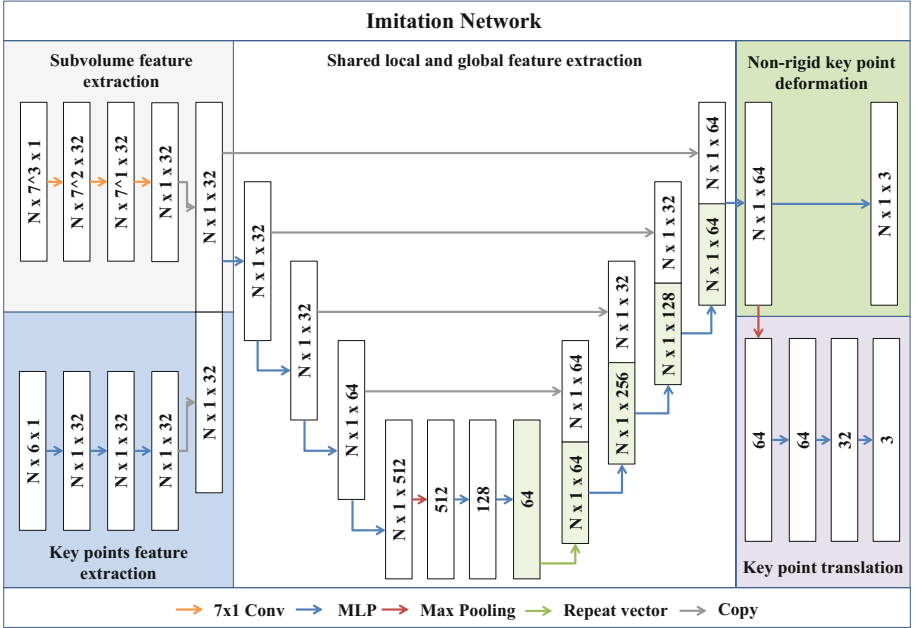 Imitation Network
Subvolume feature
extraction
N x 7^3 x 1
N x 7^2 x 32
N x 7^1 x 32
N x 1 x 32
N x 1 x 32
Key points feature
extraction
N x 6 x 1
N x 1 x 32
N x 1 x 32
N x 1 x 32
N x 1 x 32
Shared local and global feature extraction
N x 1 x 32
N x 1 x 32
N x 1 x 64
N x 1 x 512
512
128
64
N x 1 x 64
N x 1 x 64
N x 1 x 256
N x 1 x 32
N x 1 x 128
N x 1 x 32
N x 1 x 64
N x 1 x 64
Non-rigid key point
deformation
N x 1 x 64
N x 1 x 3
64
64
32
3
Key point translation
7x1 Conv
MLP
Max Pooling
Repeat vector
Copy